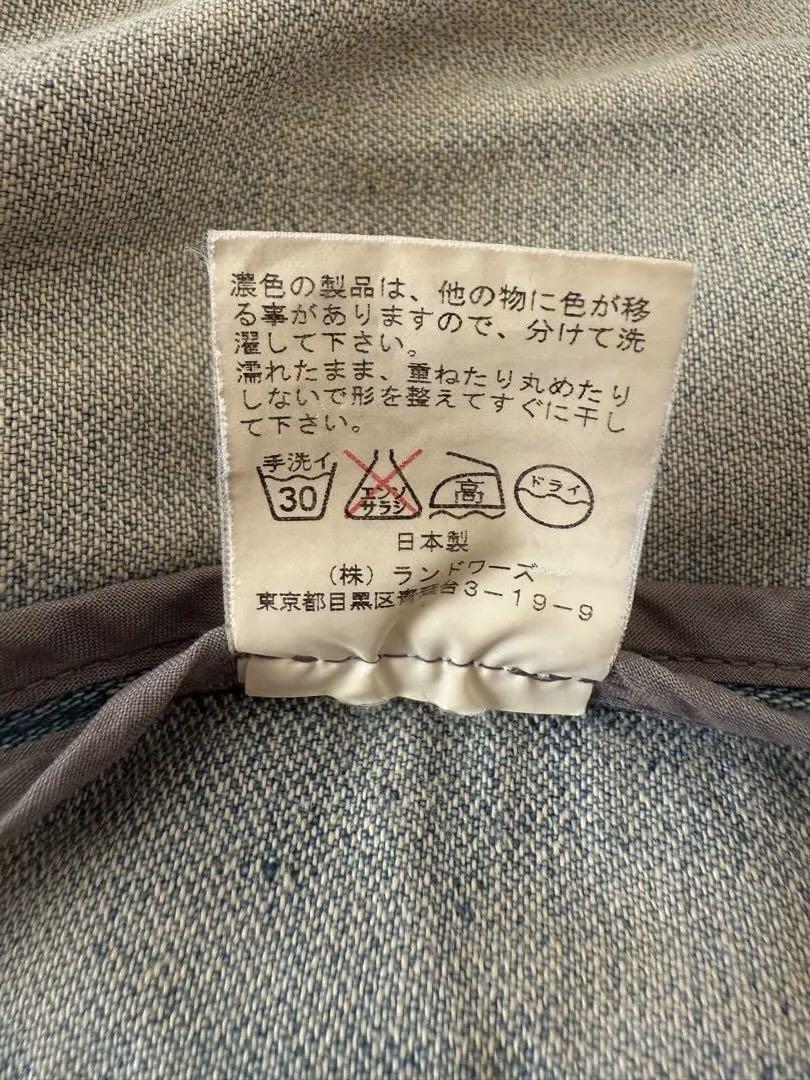 濃色の製品は、他の物に色が移
る事がありますので、分けて洗
濯して下さい。
濡れたまま、重ねたり丸めたり
しないで形を整えてすぐに干し
て下さい。
手洗イ
30
エンソ
サラシ
高
ドライ
日本製
(株) ランドワーズ
東京都目黒区青葉台3-19-9